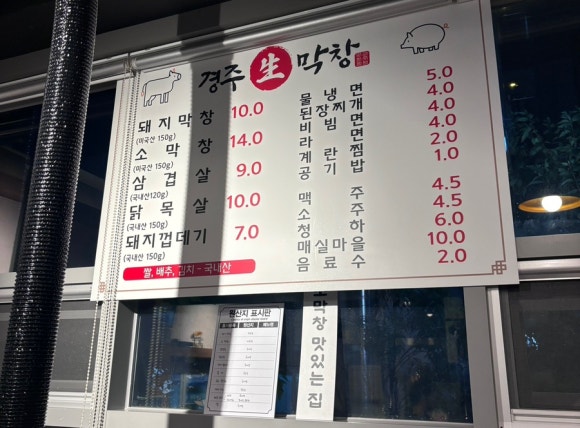 경주 生 막창
돼지막창 10.0
(미국산 150g)
소막창 14.0
(미국산 150g)
삼겹살 9.0
(국내산120g)
닭목살 10.0
(국내산 150g)
돼지껍데기 7.0
(국내산 150g)
쌀, 배추, 김치 - 국내산
물냉면 5.0
된장찌개 4.0
비빔면 4.0
라면 4.0
계란찜 2.0
공기밥 1.0
맥주 4.5
소주 4.5
청하 6.0
매실마을 10.0
음료수 2.0
원산지 표시판
막창 맛있는 집